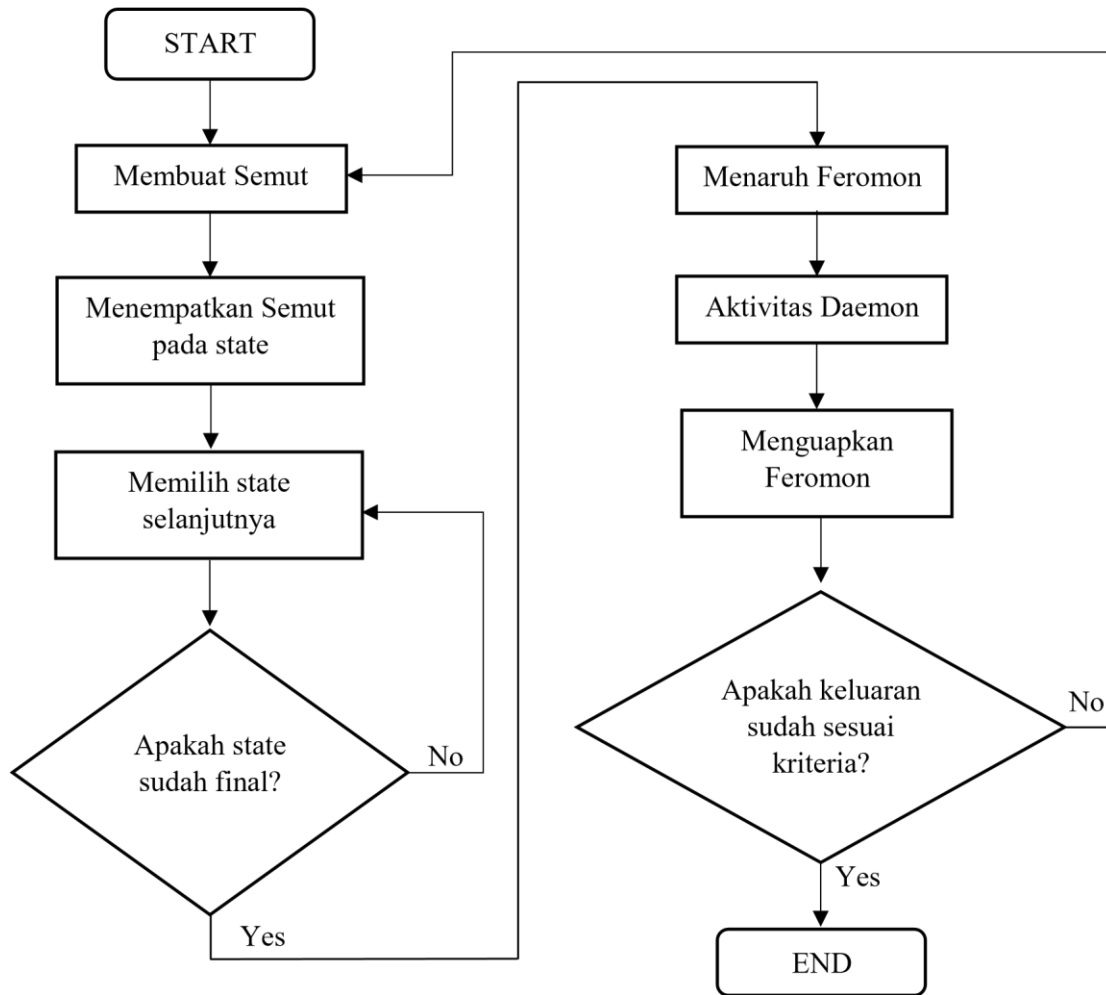 START
Membuat Semut
Menempatkan Semut
pada state
Memilih state
selanjutnya
Apakah state
sudah final?
No
Yes
Menaruh Feromon
Aktivitas Daemon
Menguapkan
Feromon
Apakah keluaran
sudah sesuai
kriteria?
No
Yes
END